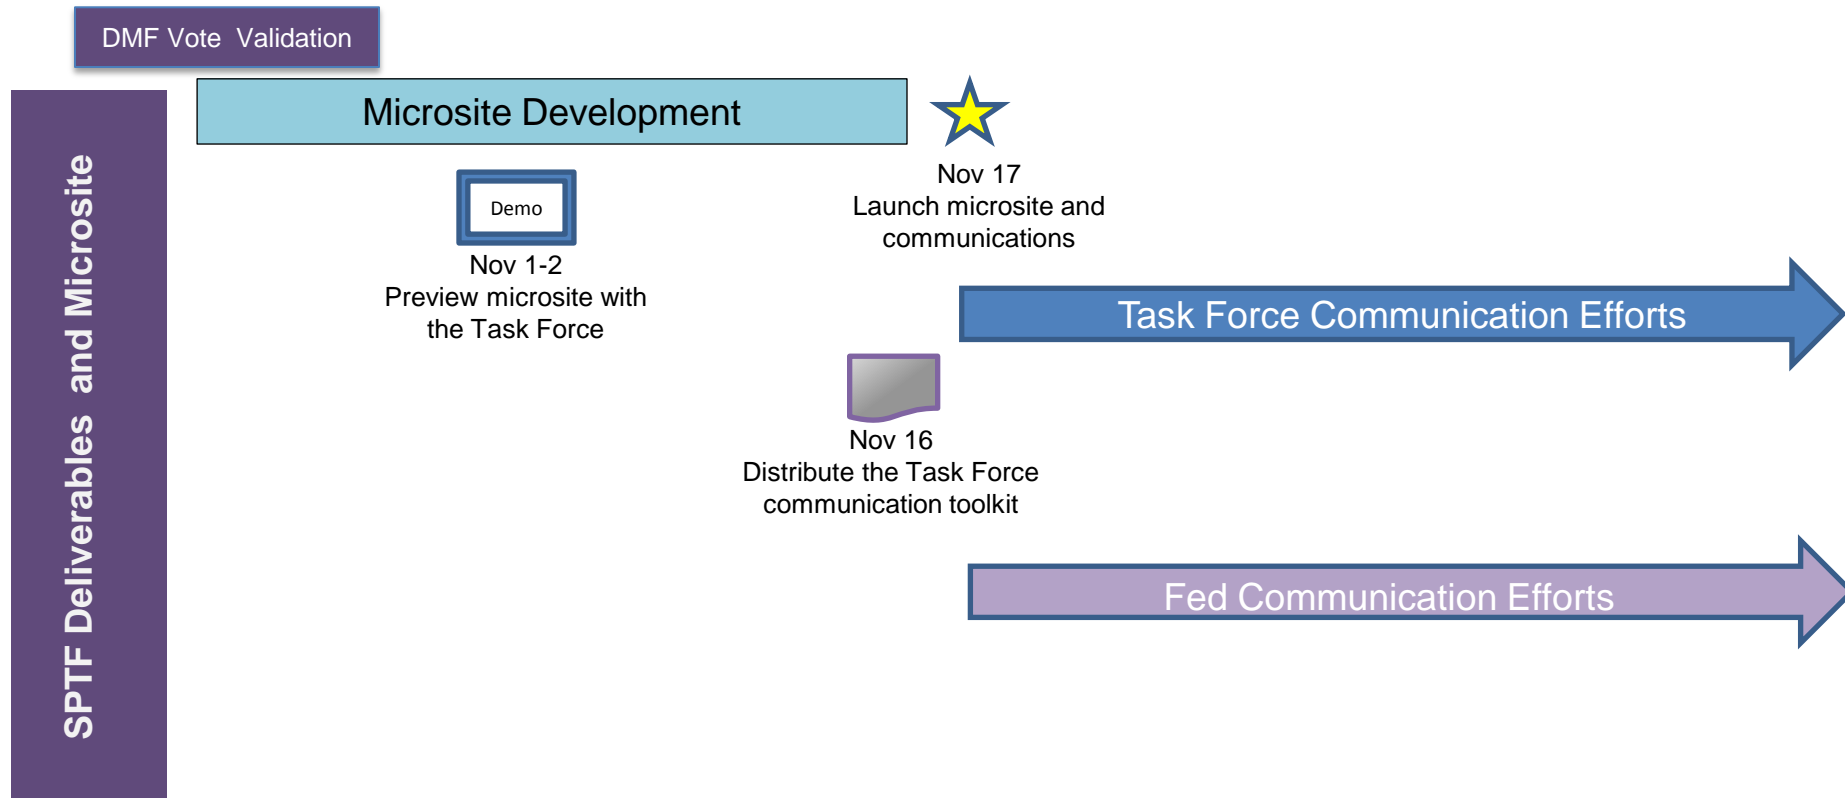 DMF Vote  Validation
SPTF Deliverables  and Microsite
Microsite Development
Demo
Nov 1-2
Preview microsite with
the Task Force
Nov 17
Launch microsite and
communications
Task Force Communication Efforts
Nov 16
Distribute the Task Force
communication toolkit
Fed Communication Efforts